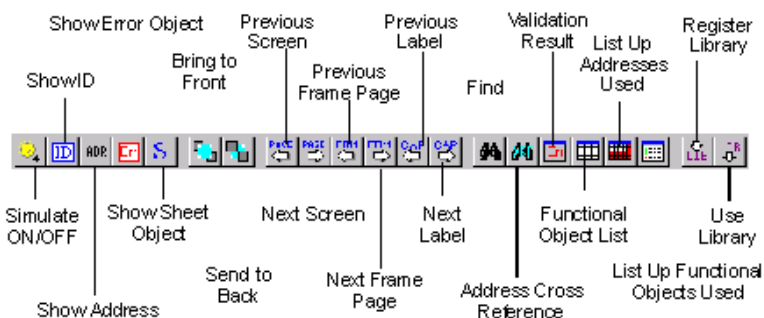 Show Error Object
Previous
Screen
Previous
Label
Validation
Result
Register
Library
Bring to
Front
Previous
Frame Page
List Up
Addresses
Used
ShowID
Find
ID
ADR
Er
S
PAGE
PAGE
CAP
CAP
LIB
Simulate
ON/OFF
Show Sheet
Object
Next Screen
Next
Label
Functional
Object List
Use
Library
Send to
Back
Next Frame
Page
Show Address
Address Cross
Reference
List Up Functional
Objects Used